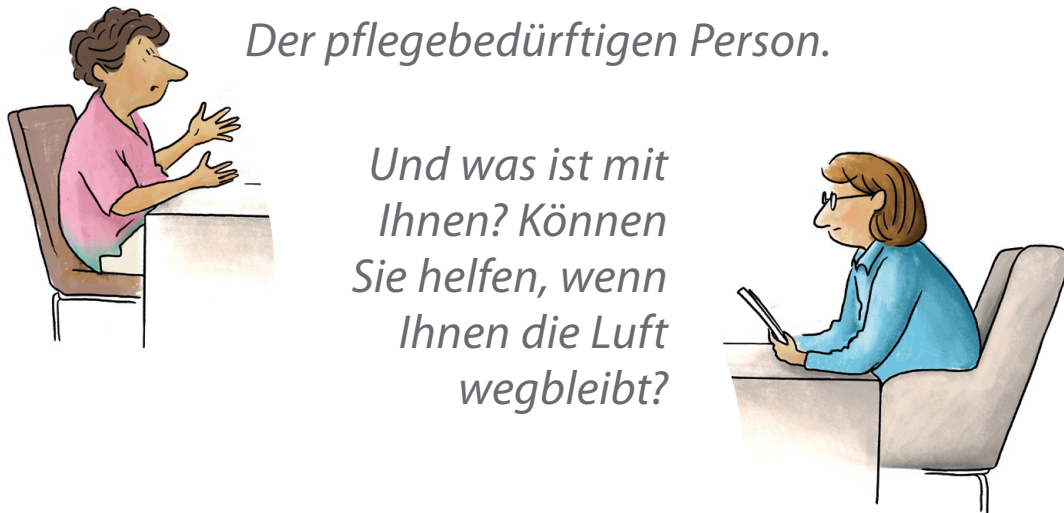 Der pflegebedürftigen Person.
Und was ist mit
Ihnen? Können
Sie helfen, wenn
Ihnen die Luft
wegbleibt?